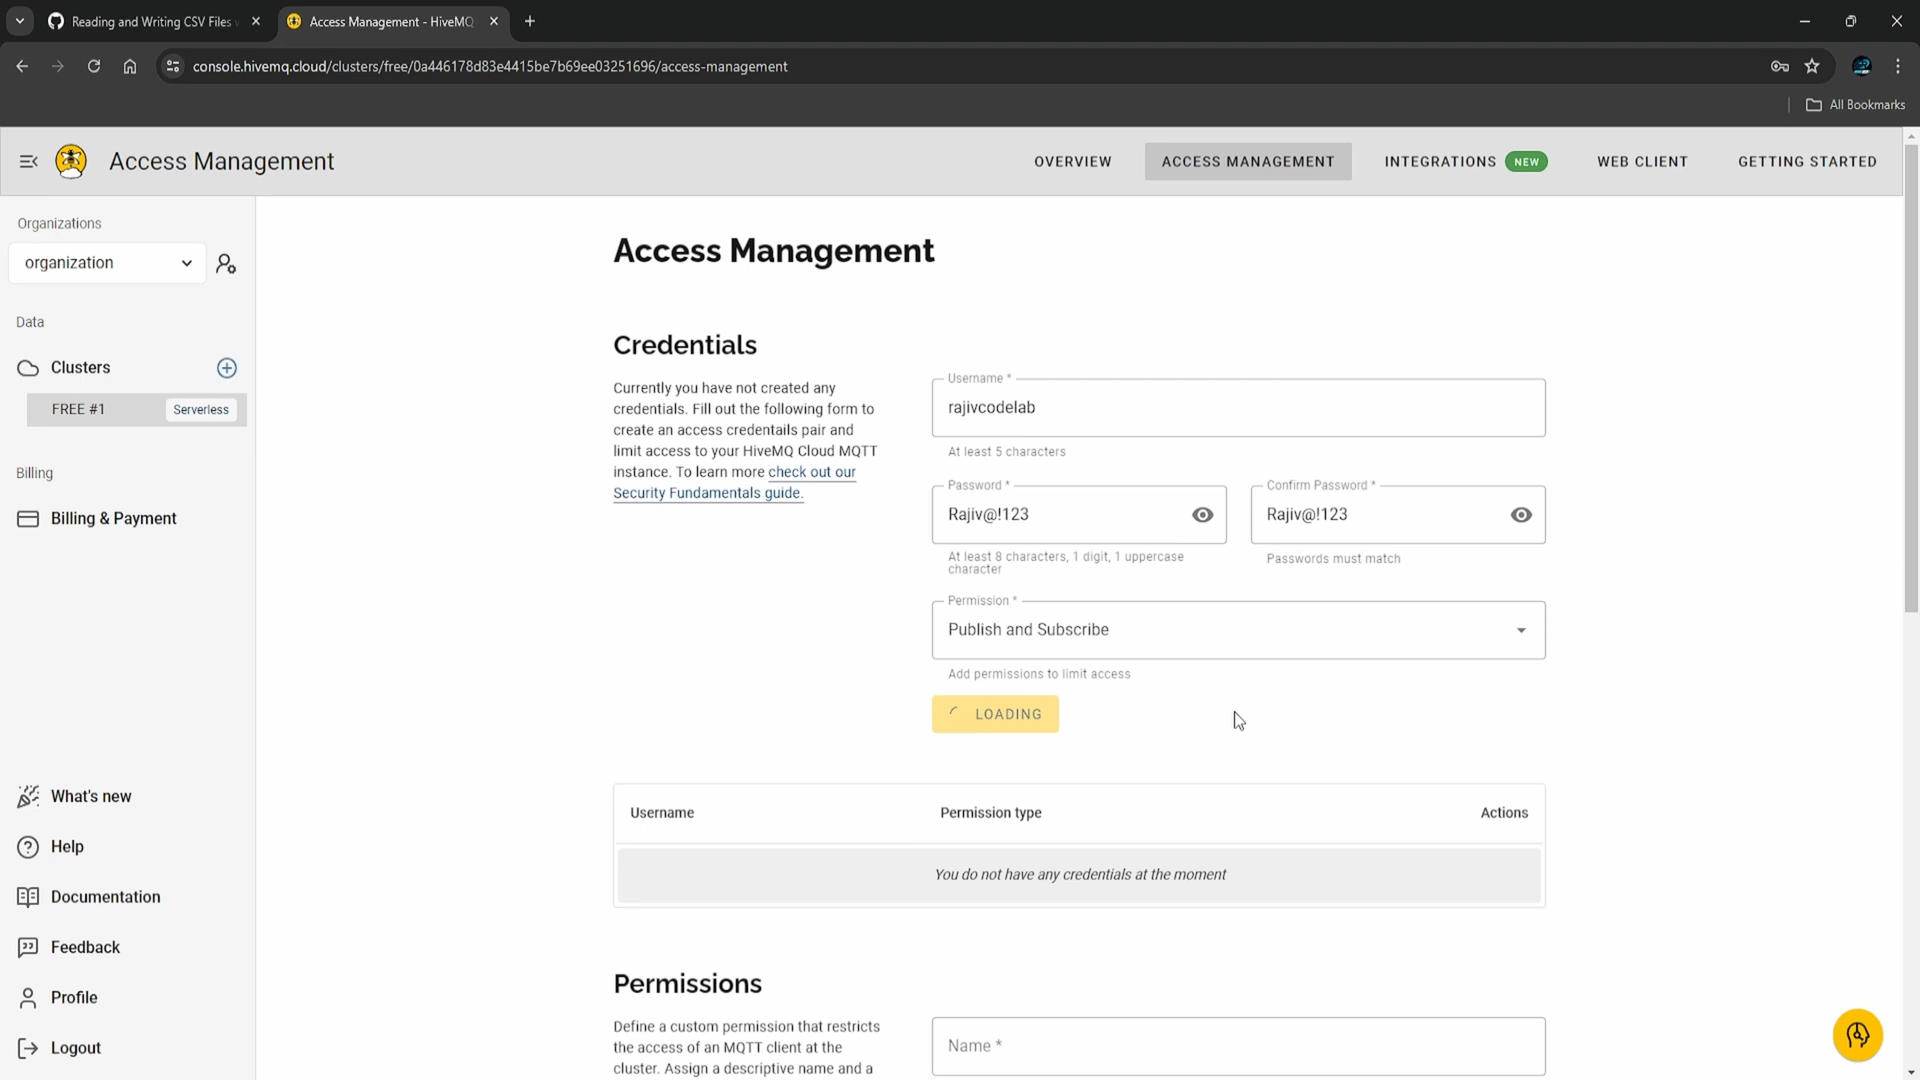 Reading and Writing CSV Files
Access Management - HiveMQ
console.hivemq.cloud/clusters/free/0a446178d83e4415be7b69ee03251696/access-management
All Bookmarks
Access Management
OVERVIEW
ACCESS MANAGEMENT
INTEGRATIONS NEW
WEB CLIENT
GETTING STARTED
Organizations
organization
Data
Clusters
FREE #1 Serverless
Billing
Billing & Payment
What's new
Help
Documentation
Feedback
Profile
Logout
Access Management
Credentials
Currently you have not created any
credentials. Fill out the following form to
create an access credentails pair and
limit access to your HiveMQ Cloud MQTT
instance. To learn more check out our
Security Fundamentals guide.
Username *
rajivcodelab
At least 5 characters
Password *
Rajiv@!123
At least 8 characters, 1 digit, 1 uppercase
character
Confirm Password *
Rajiv@!123
Passwords must match
Permission *
Publish and Subscribe
Add permissions to limit access
LOADING
Username Permission type Actions
You do not have any credentials at the moment
Permissions
Define a custom permission that restricts
the access of an MQTT client at the
cluster. Assign a descriptive name and a
Name *